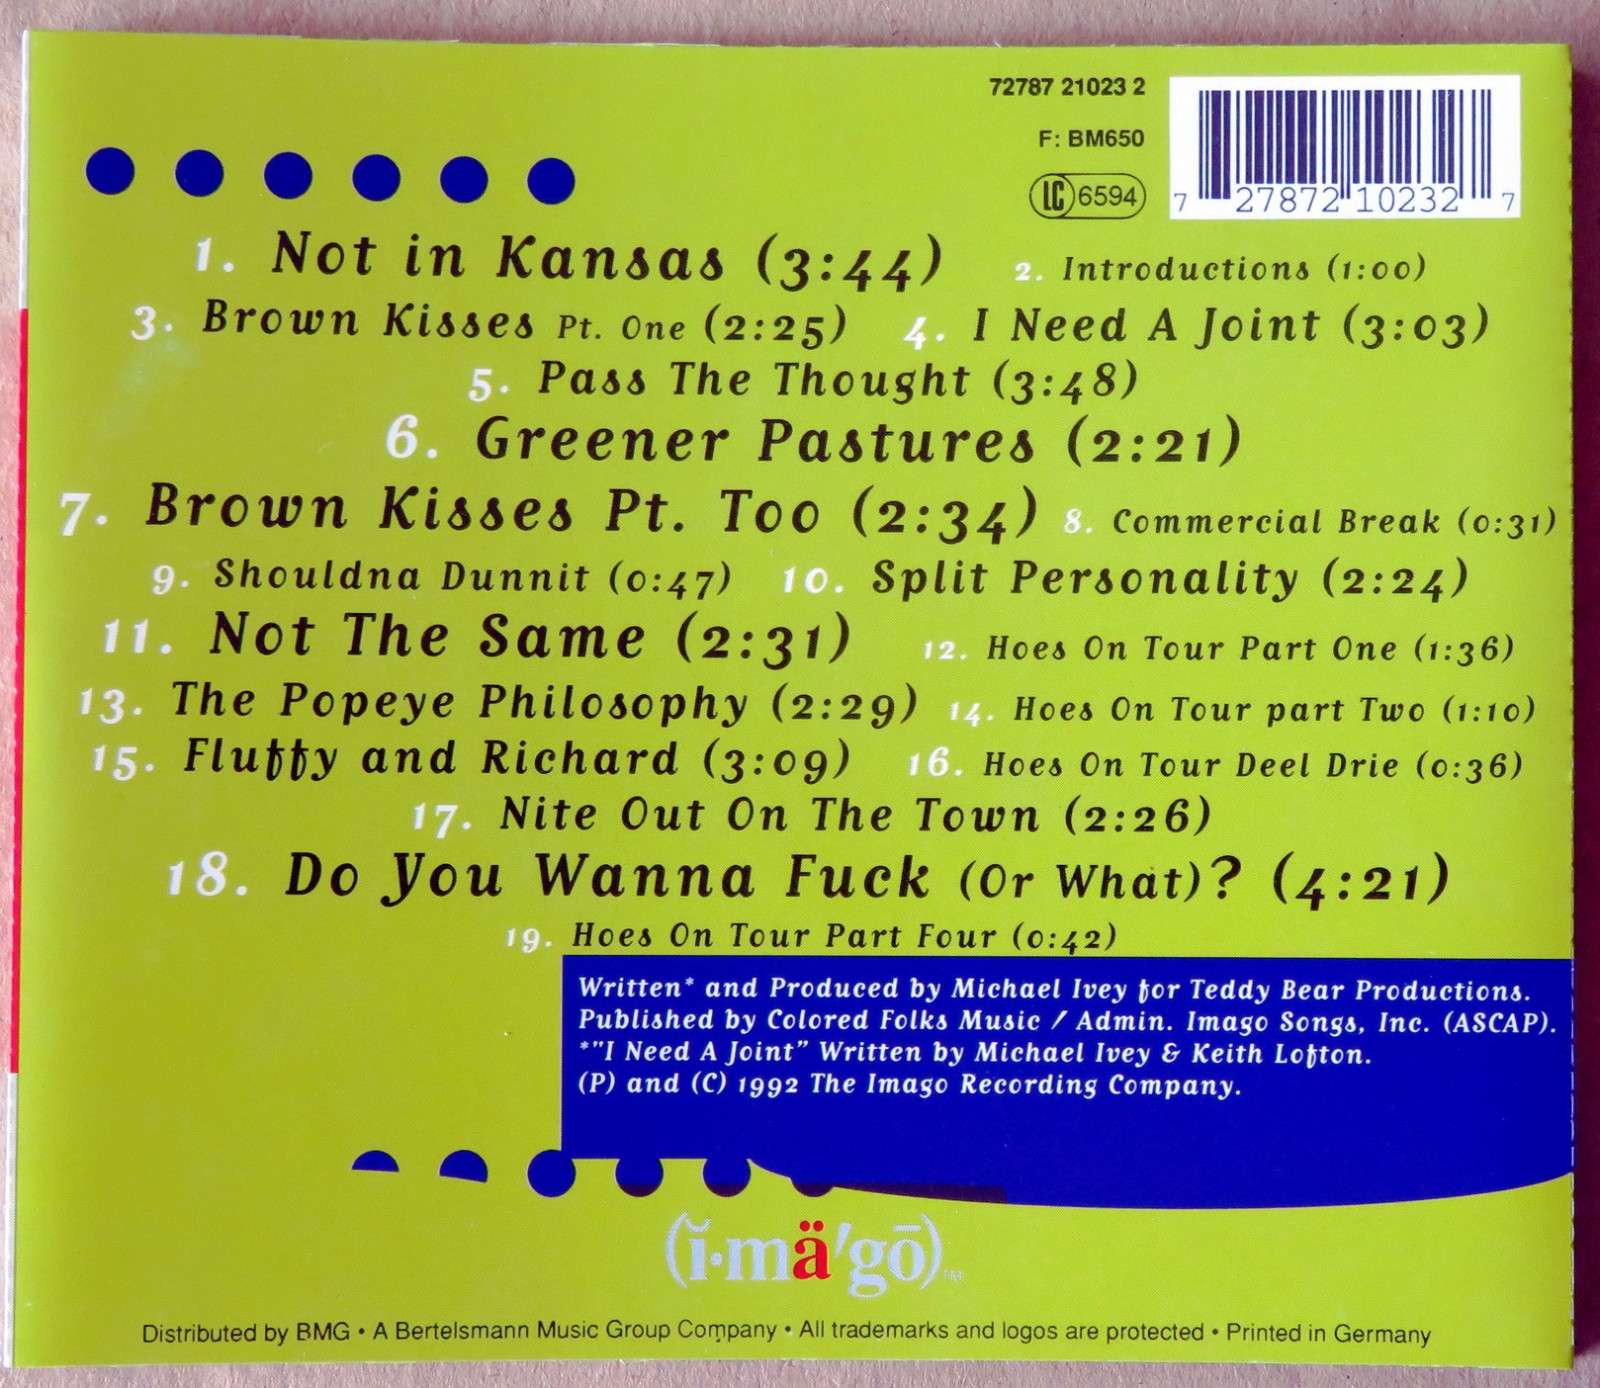 72787 21023 2
F: BM650
LC 6594
7 27872 10232 7
1. Not in Kansas (3:44) 2. Introductions (1:00)
3. Brown Kisses Pt. One (2:25) 4. I Need A Joint (3:03)
5. Pass The Thought (3:48)
6. Greener Pastures (2:21)
7. Brown Kisses Pt. Too (2:34) 8. Commercial Break (0:31)
9. Shouldna Dunnit (0:47) 10. Split Personality (2:24)
11. Not The Same (2:31) 12. Hoes On Tour Part One (1:36)
13. The Popeye Philosophy (2:29) 14. Hoes On Tour part Two (1:10)
15. Fluffy and Richard (3:09) 16. Hoes On Tour Deel Drie (0:36)
17. Nite Out On The Town (2:26)
18. Do You Wanna Fuck (Or What)? (4:21)
19. Hoes On Tour Part Four (0:42)
Written* and Produced by Michael Ivey for Teddy Bear Productions.
Published by Colored Folks Music / Admin. Imago Songs, Inc. (ASCAP).
*"I Need A Joint" Written by Michael Ivey & Keith Lofton.
(P) and (C) 1992 The Imago Recording Company.
(ĭ·mä′gō)™
Distributed by BMG • A Bertelsmann Music Group Company • All trademarks and logos are protected • Printed in Germany